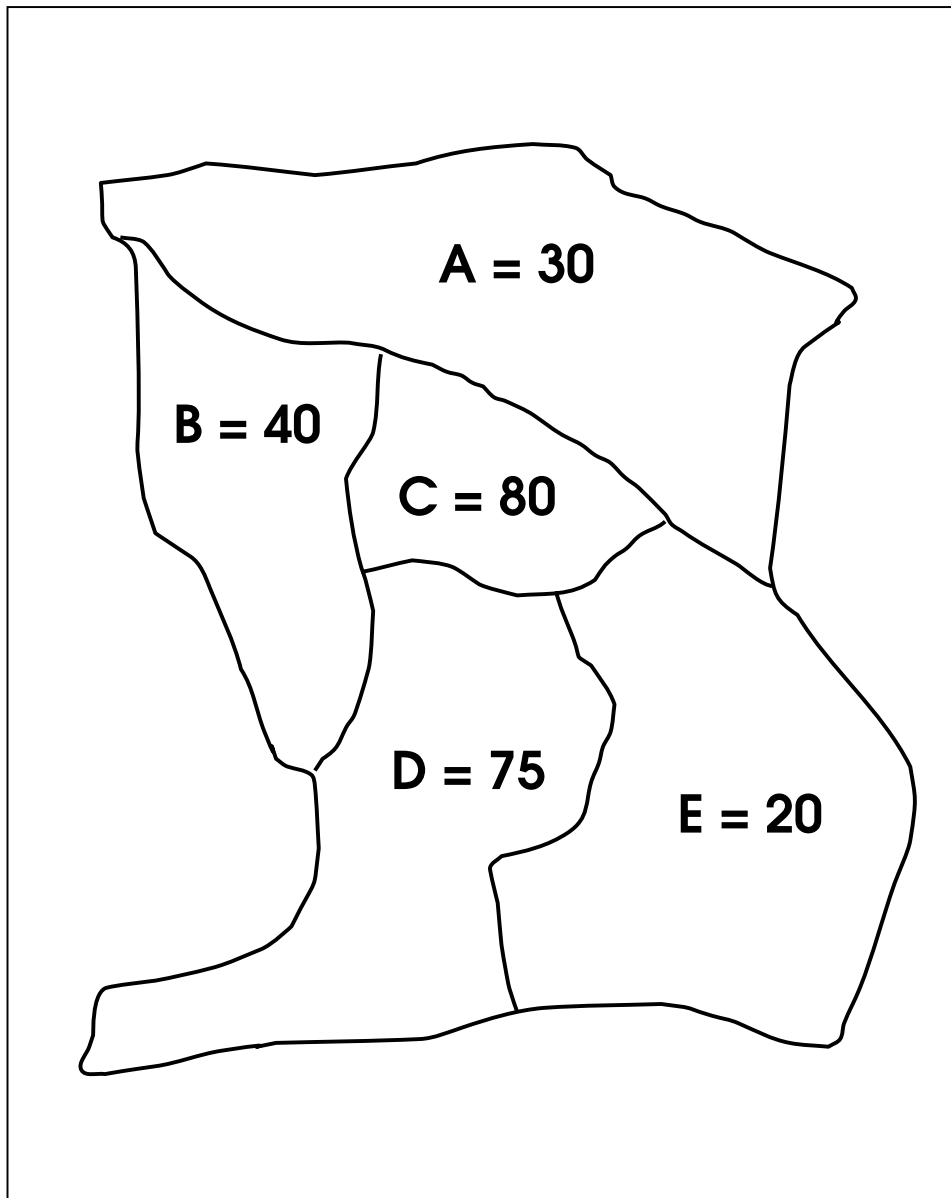 A = 30
B = 40
C = 80
D = 75
E = 20